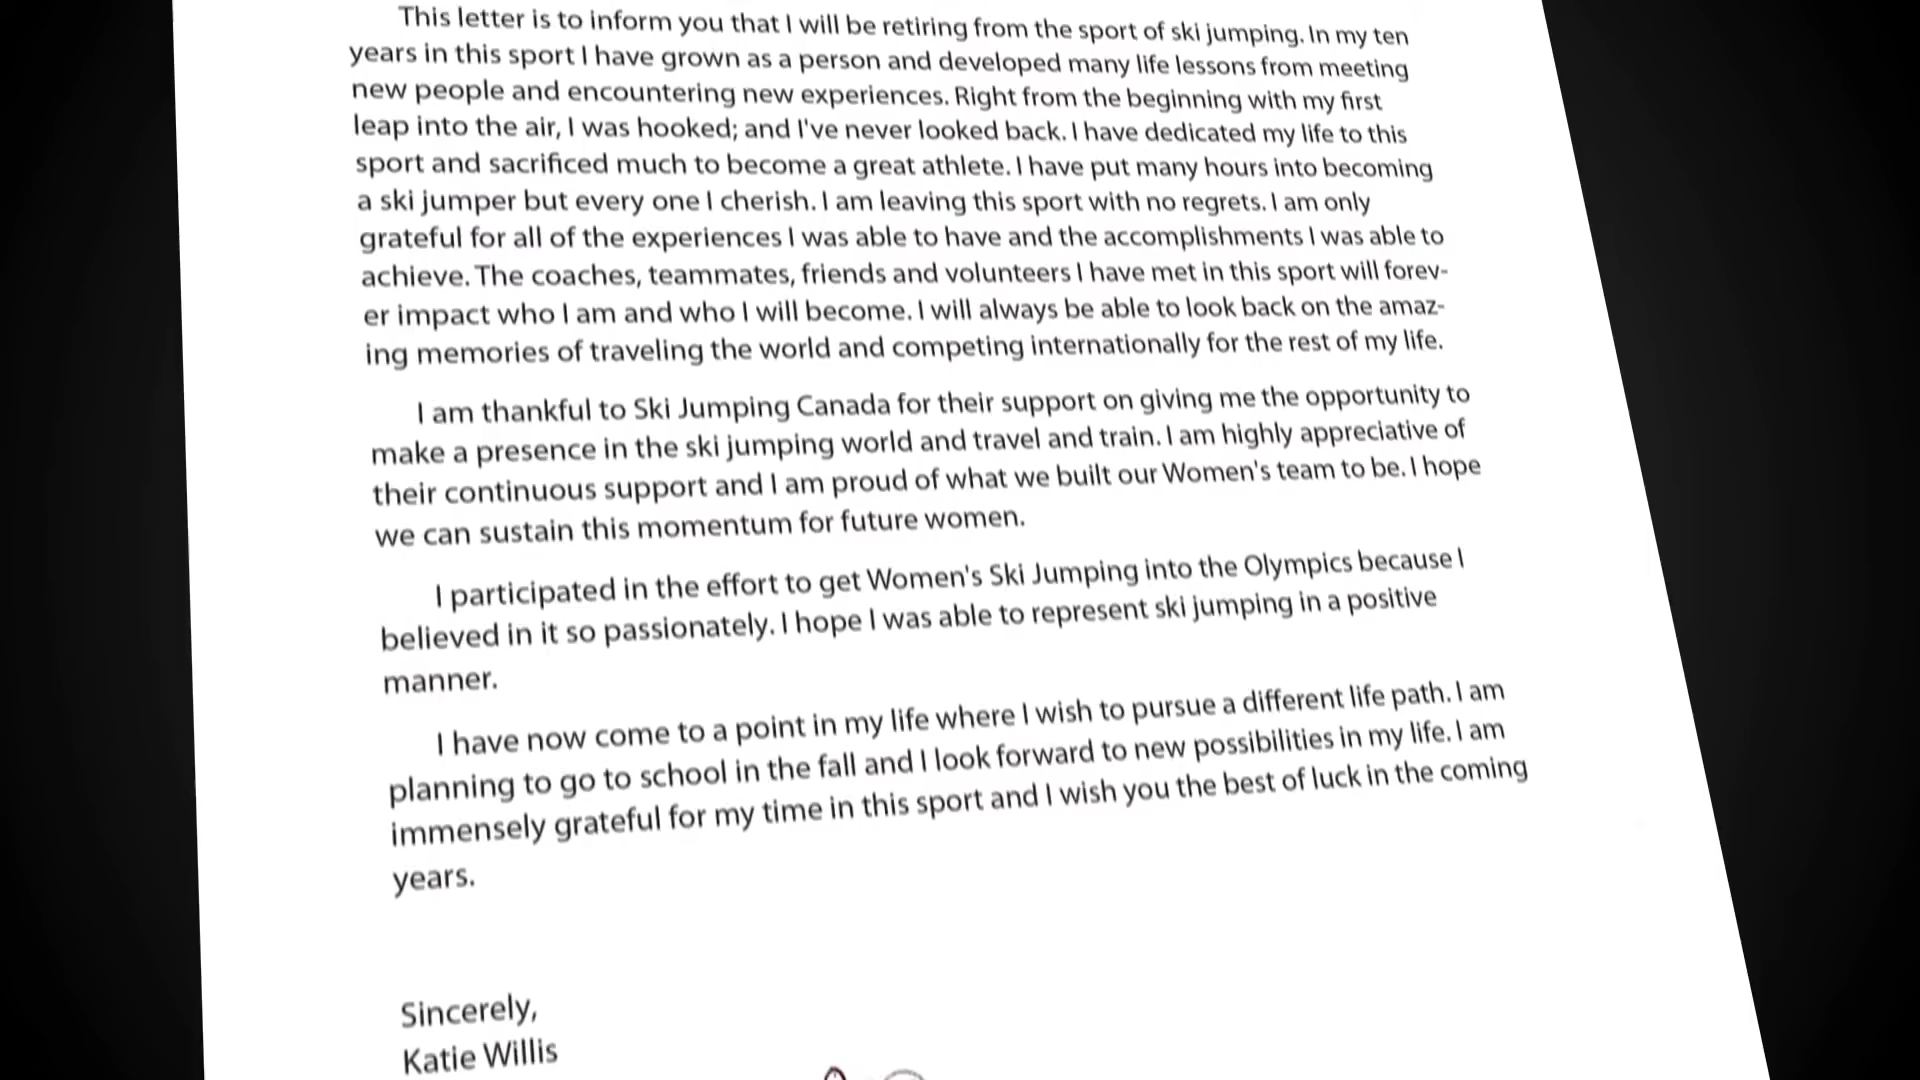 This letter is to inform you that I will be retiring from the sport of ski jumping. In my ten
years in this sport I have grown as a person and developed many life lessons from meeting
new people and encountering new experiences. Right from the beginning with my first
leap into the air, I was hooked; and I've never looked back. I have dedicated my life to this
sport and sacrificed much to become a great athlete. I have put many hours into becoming
a ski jumper but every one I cherish. I am leaving this sport with no regrets. I am only
grateful for all of the experiences I was able to have and the accomplishments I was able to
achieve. The coaches, teammates, friends and volunteers I have met in this sport will forev-
er impact who I am and who I will become. I will always be able to look back on the amaz-
ing memories of traveling the world and competing internationally for the rest of my life.
I am thankful to Ski Jumping Canada for their support on giving me the opportunity to
make a presence in the ski jumping world and travel and train. I am highly appreciative of
their continuous support and I am proud of what we built our Women's team to be. I hope
we can sustain this momentum for future women.
I participated in the effort to get Women's Ski Jumping into the Olympics because I
believed in it so passionately. I hope I was able to represent ski jumping in a positive
manner.
I have now come to a point in my life where I wish to pursue a different life path. I am
planning to go to school in the fall and I look forward to new possibilities in my life. I am
immensely grateful for my time in this sport and I wish you the best of luck in the coming
years.
Sincerely,
Katie Willis